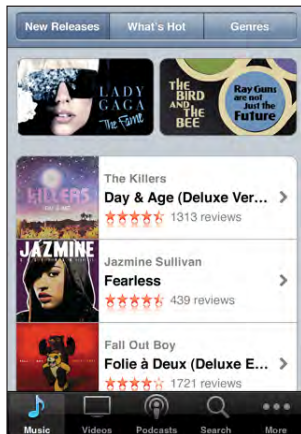 New Releases
What's Hot
Genres
LADY
GAGA
The Fame
THE
BIRD
AND
THE
BEE
Ray Guns
are not
Just the
Future
The Killers
KILLERS
Day & Age (Deluxe Ver...
1313 reviews
JAZMINE
Jazmine Sullivan
Fearless
439 reviews
Fall Out Boy
Folie à Deux (Deluxe E...
1721 reviews
Music
Videos
Podcasts
Search
More